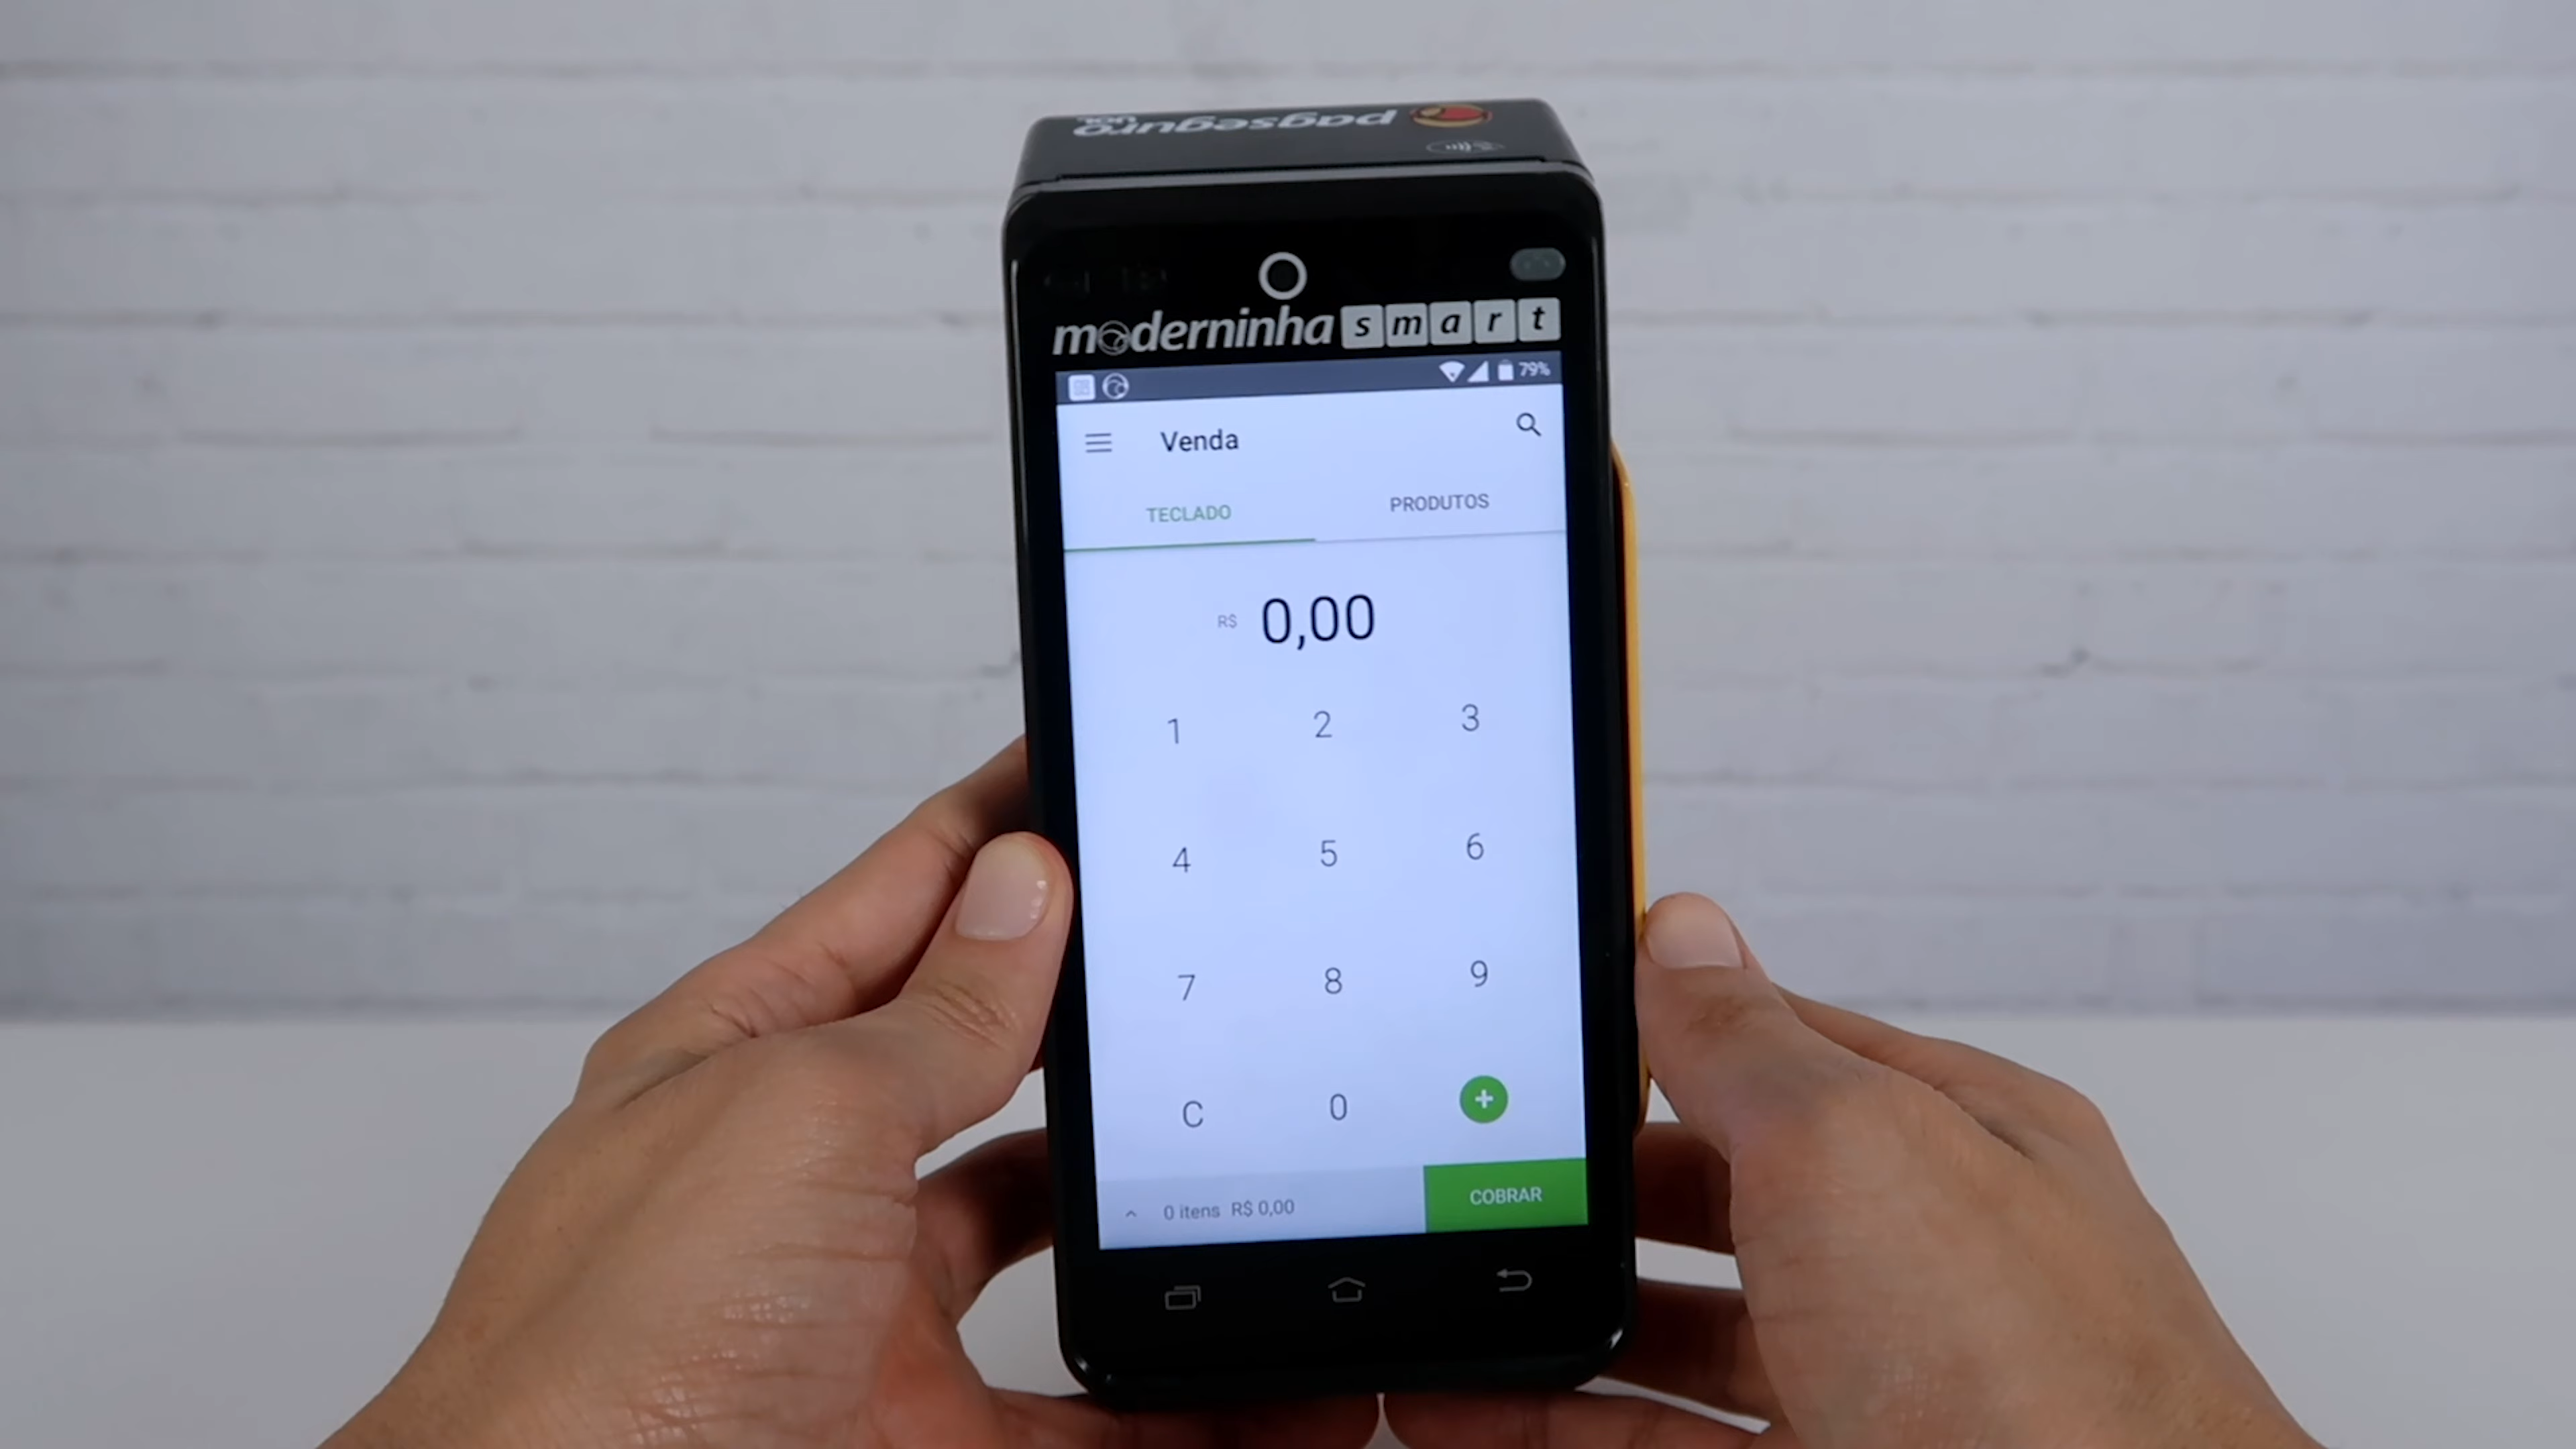 pagseguro
UOL
moderninha smart
79%
Venda
TECLADO PRODUTOS
R$ 0,00
1 2 3
4 5 6
7 8 9
C 0 +
0 itens R$ 0,00 COBRAR